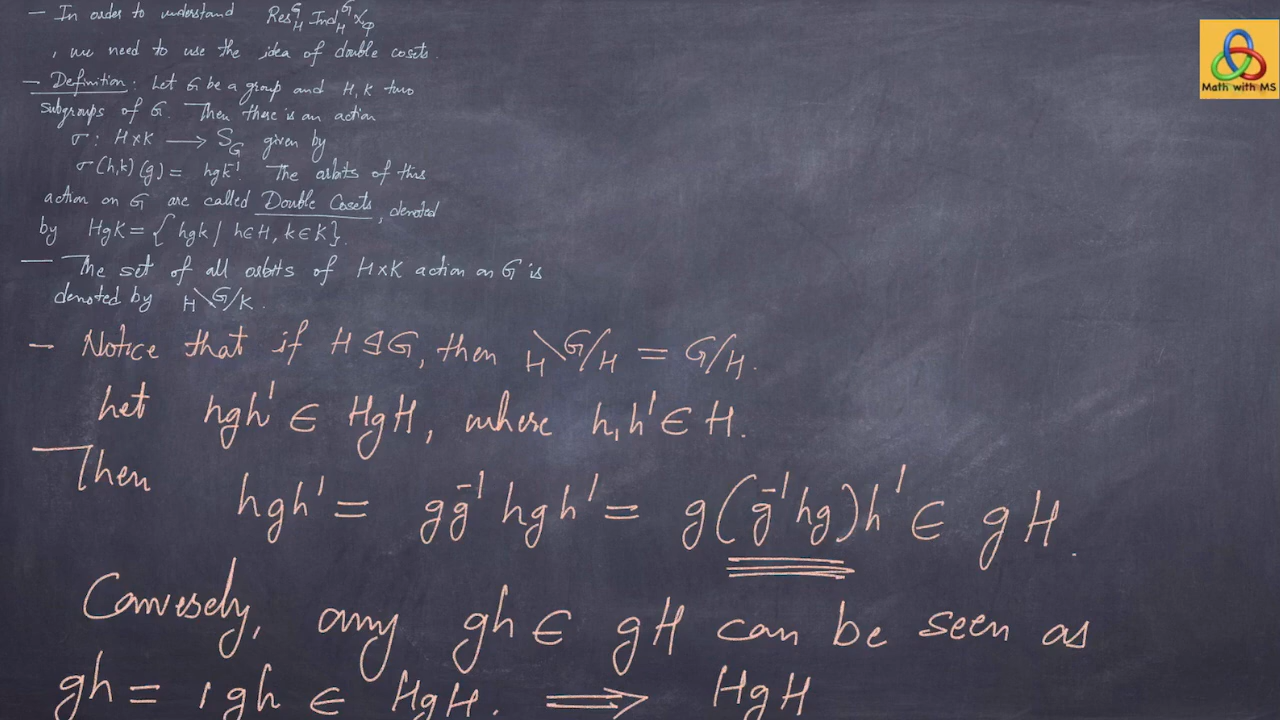 - In order to understand Res_H^G Ind_H^G χ_φ
, we need to use the idea of double cosets.
- Definition: Let G be a group and H, K two
subgroups of G. Then there is an action
σ: H×K → S_G given by
σ(h,k)(g) = hgk⁻¹. The orbits of this
action on G are called Double Cosets, denoted
by HgK = { hgk / h∈H, k∈K}.
- The set of all orbits of H×K action on G is
denoted by H\G/K.
- Notice that if H⊴G, then H\G/H = G/H.
Let hgh' ∈ HgH, where h,h' ∈ H.
Then
hgh' = gg⁻¹hgh' = g(g⁻¹hg)h' ∈ gH.
Conversely, any gh ∈ gH can be seen as
gh = 1gh ∈ HgH. ⟹ HgH
Math with MS